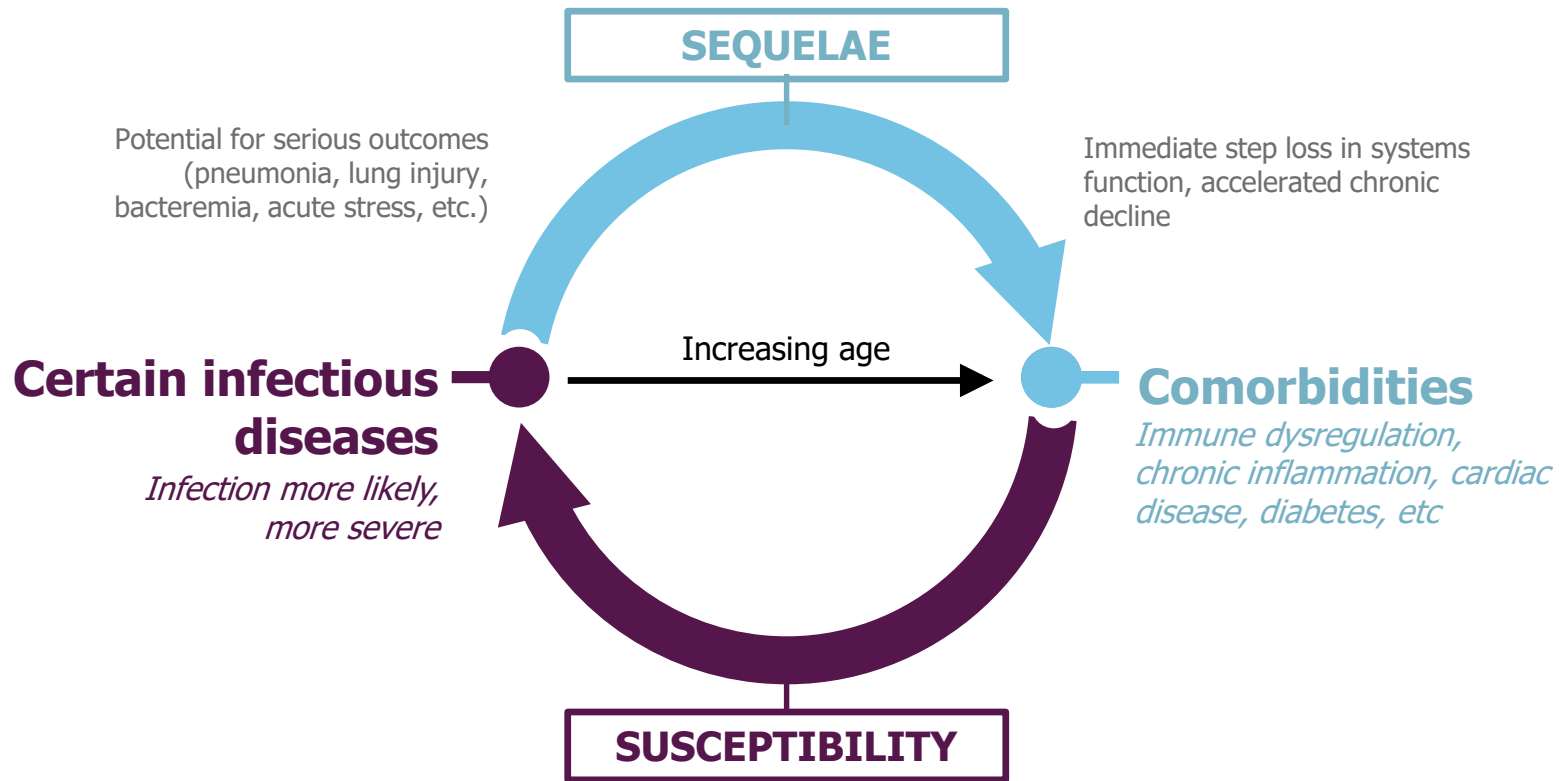 SEQUELAE
Potential for serious outcomes
(pneumonia, lung injury,
bacteremia, acute stress, etc.)
Immediate step loss in systems
function, accelerated chronic
decline
Increasing age
Certain infectious
diseases
Infection more likely,
more severe
Comorbidities
Immune dysregulation,
chronic inflammation, cardiac
disease, diabetes, etc
SUSCEPTIBILITY